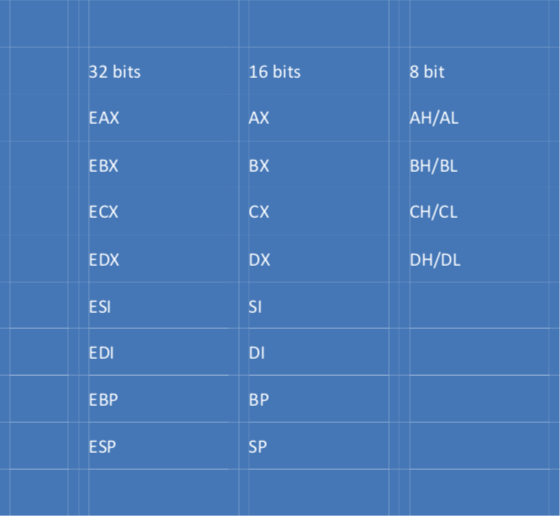 32 bits 16 bits 8 bit
EAX AX AH/AL
EBX BX BH/BL
ECX CX CH/CL
EDX DX DH/DL
ESI SI
EDI DI
EBP BP
ESP SP